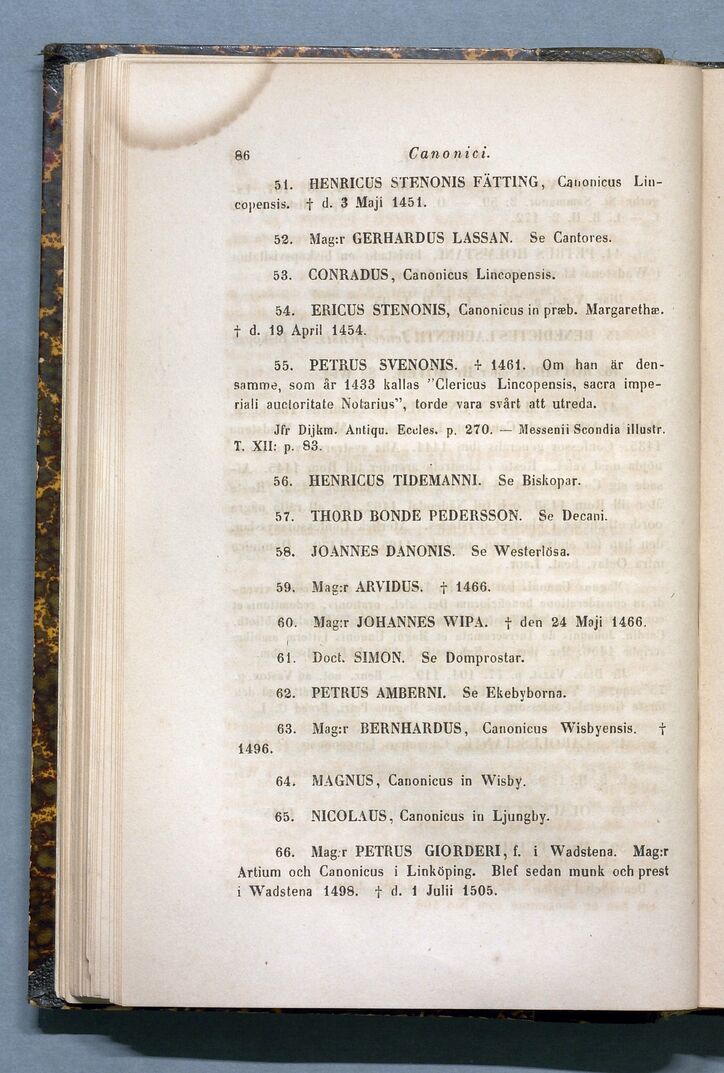 86 Canonici.
51. HENRICUS STENONIS FÄTTING, Canonicus Lin-
copensis. † d. 3 Maji 1451.
52. Mag:r GERHARDUS LASSAN. Se Cantores.
53. CONRADUS, Canonicus Lincopensis.
54. ERICUS STENONIS, Canonicus in præb. Margarethæ.
† d. 19 April 1454.
55. PETRUS SVENONIS. † 1461. Om han är den-
samme, som år 1433 kallas "Clericus Lincopensis, sacra impe-
riali auctoritate Notarius", torde vara svårt att utreda.
Jfr Dijkm. Antiqu. Eccles. p. 270. — Messenii Scondia illustr.
T. XII: p. 83.
56. HENRICUS TIDEMANNI. Se Biskopar.
57. THORD BONDE PEDERSSON. Se Decani.
58. JOANNES DANONIS. Se Westerlösa.
59. Mag:r ARVIDUS. † 1466.
60. Mag:r JOHANNES WIPA. † den 24 Maji 1466.
61. Doct. SIMON. Se Domprostar.
62. PETRUS AMBERNI. Se Ekebyborna.
63. Mag:r BERNHARDUS, Canonicus Wisbyensis. †
1496.
64. MAGNUS, Canonicus in Wisby.
65. NICOLAUS, Canonicus in Ljungby.
66. Mag:r PETRUS GIORDERI, f. i Wadstena. Mag:r
Artium och Canonicus i Linköping. Blef sedan munk och prest
i Wadstena 1498. † d. 1 Julii 1505.